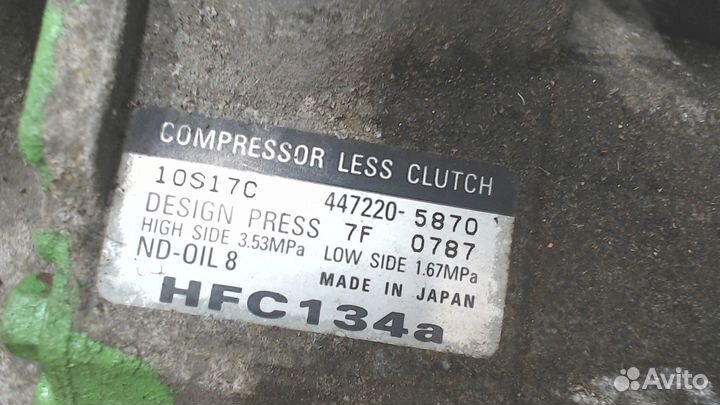 COMPRESSOR LESS CLUTCH
10S17C 447220-5870
DESIGN PRESS 7F 0787
HIGH SIDE 3.53MPa LOW SIDE 1.67MPa
ND-OIL 8 MADE IN JAPAN
HFC134a
Avito